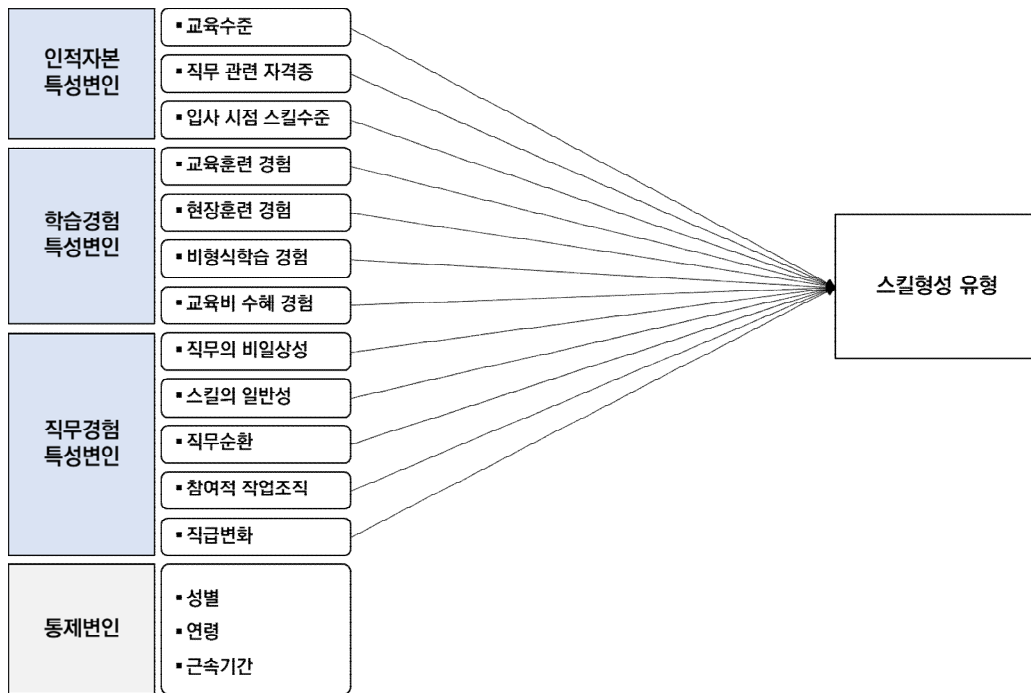 인적자본
특성변인
▪ 교육수준
▪ 직무 관련 자격증
▪ 입사 시점 스킬수준
학습경험
특성변인
▪ 교육훈련 경험
▪ 현장훈련 경험
▪ 비형식학습 경험
▪ 교육비 수혜 경험
직무경험
특성변인
▪ 직무의 비일상성
▪ 스킬의 일반성
▪ 직무순환
▪ 참여적 작업조직
▪ 직급변화
통제변인
▪ 성별
▪ 연령
▪ 근속기간
스킬형성 유형